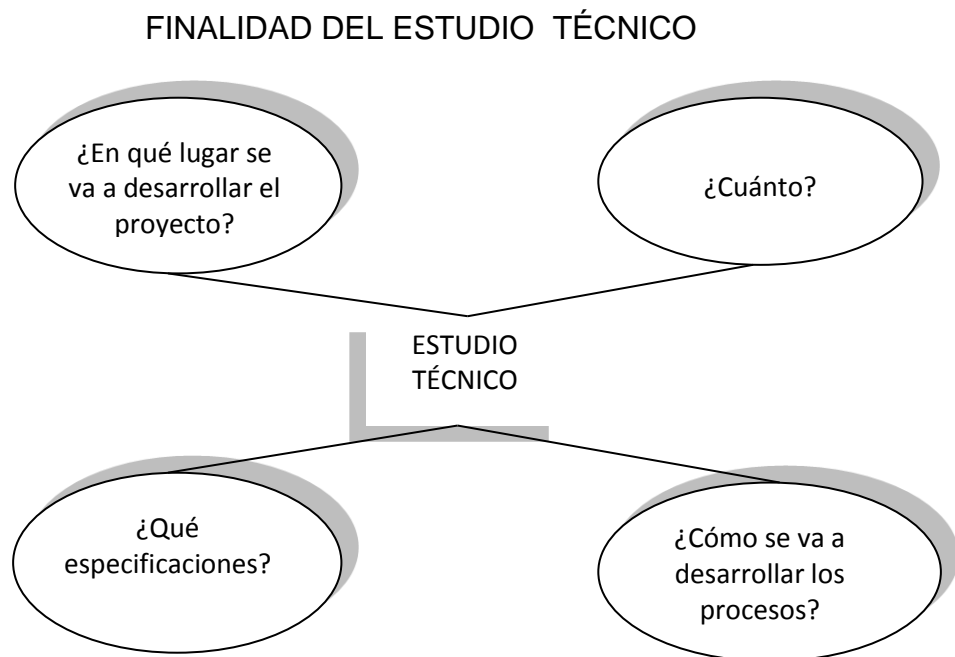 FINALIDAD DEL ESTUDIO TÉCNICO
¿En qué lugar se
va a desarrollar el
proyecto?
¿Cuánto?
ESTUDIO
TÉCNICO
¿Qué
especificaciones?
¿Cómo se va a
desarrollar los
procesos?